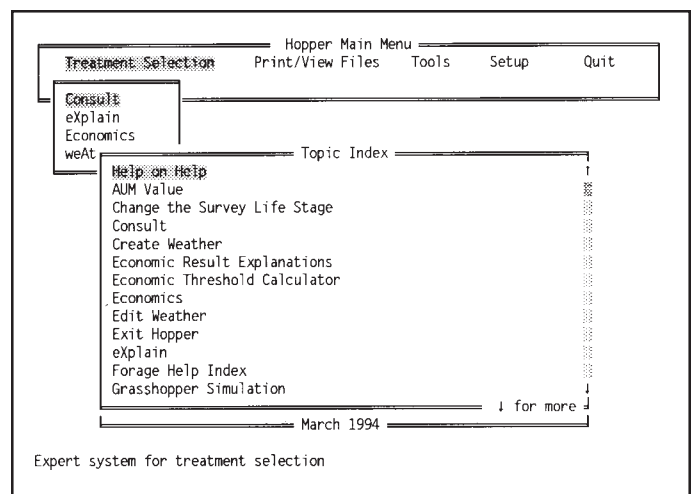 Hopper Main Menu
Treatment Selection Print/View Files Tools Setup Quit
Consult
eXplain
Economics
weAt
Topic Index
Help on Help
AUM Value
Change the Survey Life Stage
Consult
Create Weather
Economic Result Explanations
Economic Threshold Calculator
Economics
Edit Weather
Exit Hopper
eXplain
Forage Help Index
Grasshopper Simulation
↓ for more
March 1994
Expert system for treatment selection